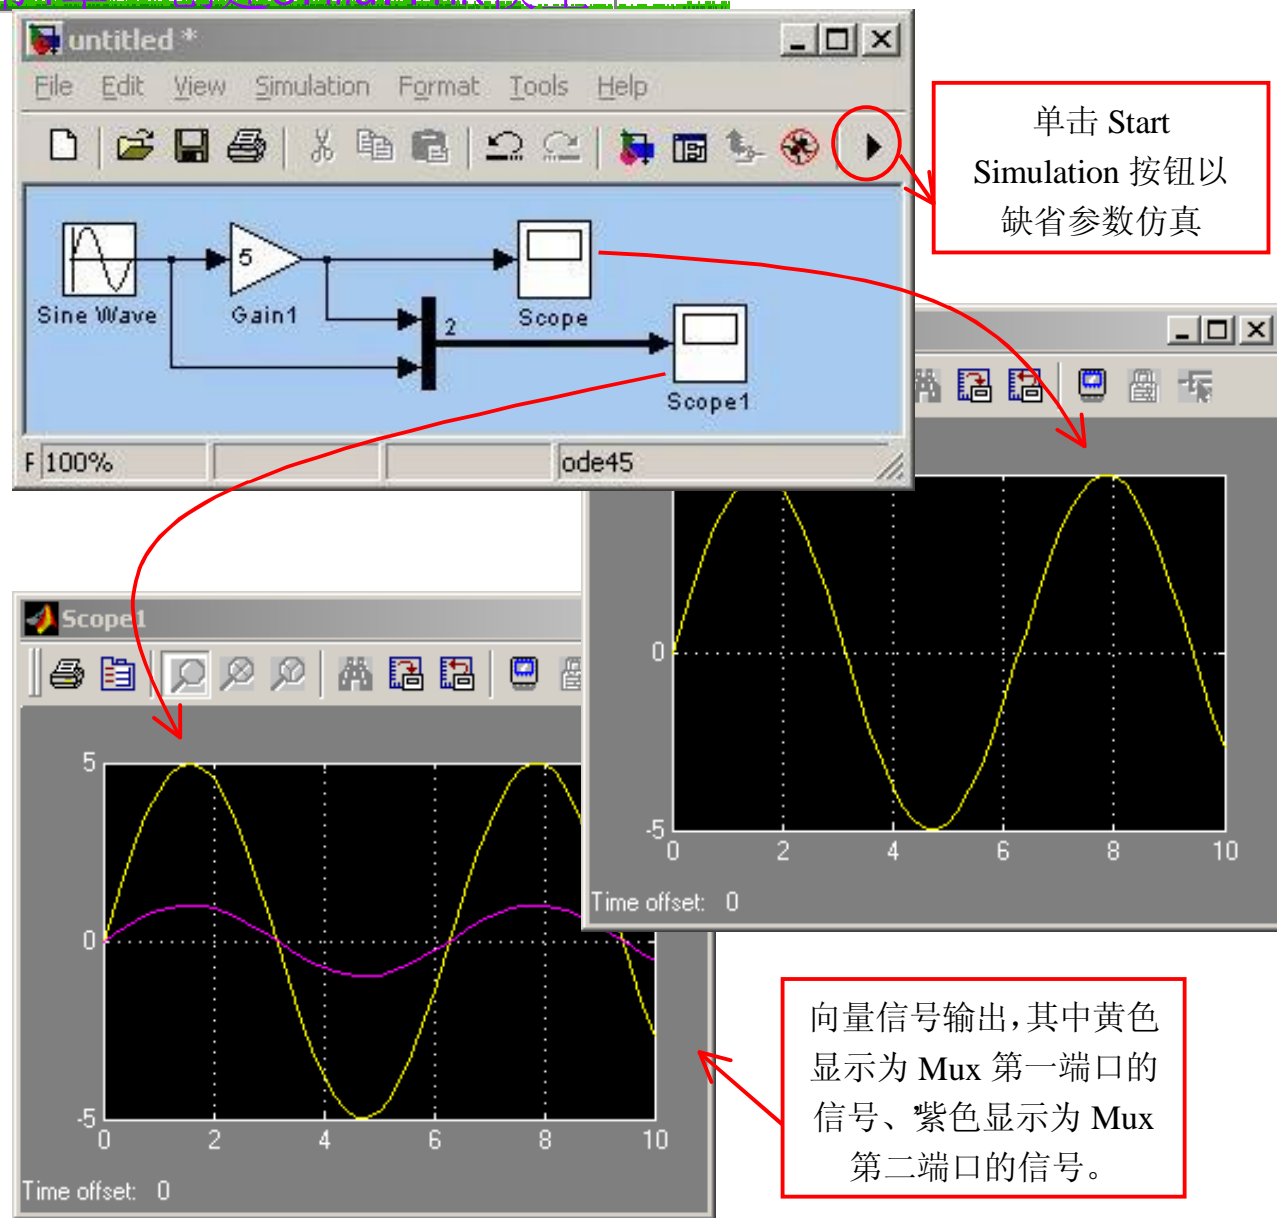 untitled *
File Edit View Simulation Format Tools Help
单击 Start
Simulation 按钮以
缺省参数仿真
5
Sine Wave
Gain1
2
Scope
Scope1
F 100%
ode45
0
-5
0 2 4 6 8 10
Time offset: 0
Scope1
5
0
-5
0 2 4 6 8 10
Time offset: 0
向量信号输出，其中黄色
显示为 Mux 第一端口的
信号、紫色显示为 Mux
第二端口的信号。